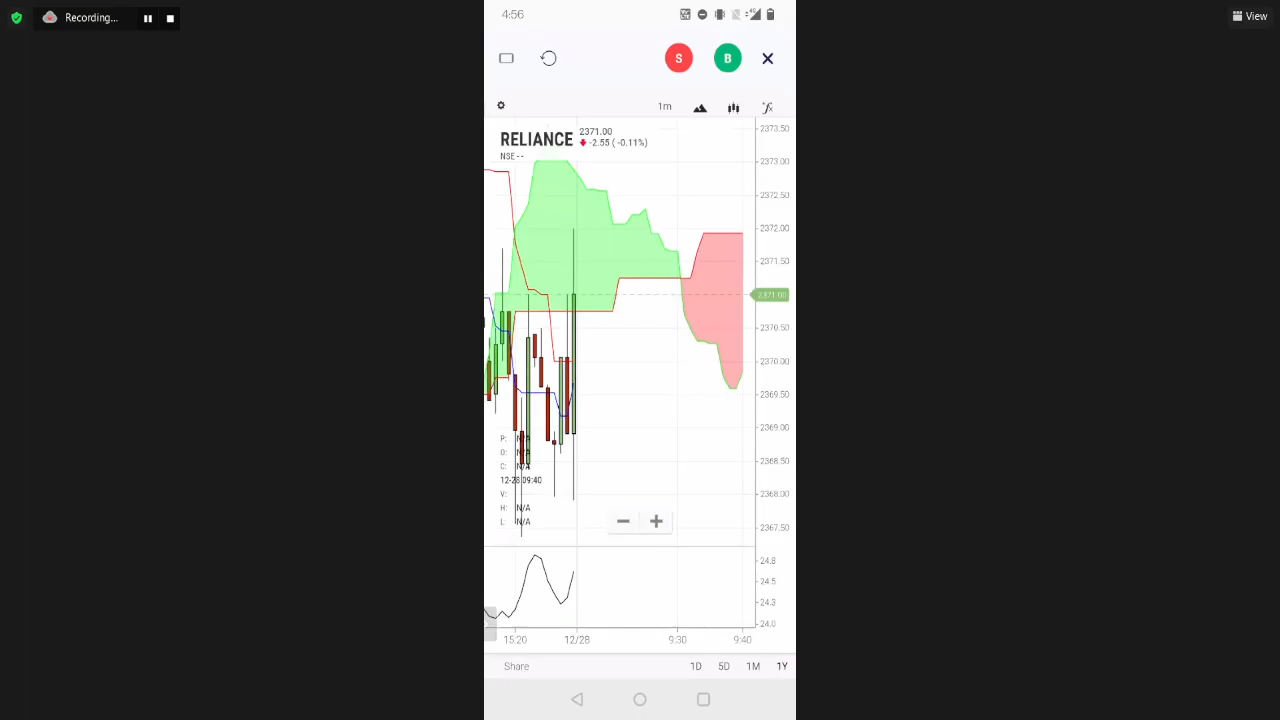 Recording...
View
4:56
S
B
1m
RELIANCE
2371.00
-2.55 ( -0.11%)
NSE --
2373.50
2373.00
2372.50
2372.00
2371.50
2371.00
2370.50
2370.00
2369.50
2369.00
2368.50
2368.00
2367.50
P: N/A
O: N/A
C: N/A
12-28 09:40
V:
H: N/A
L: N/A
24.8
24.5
24.3
24.0
15:20 12/28 9:30 9:40
Share 1D 5D 1M 1Y